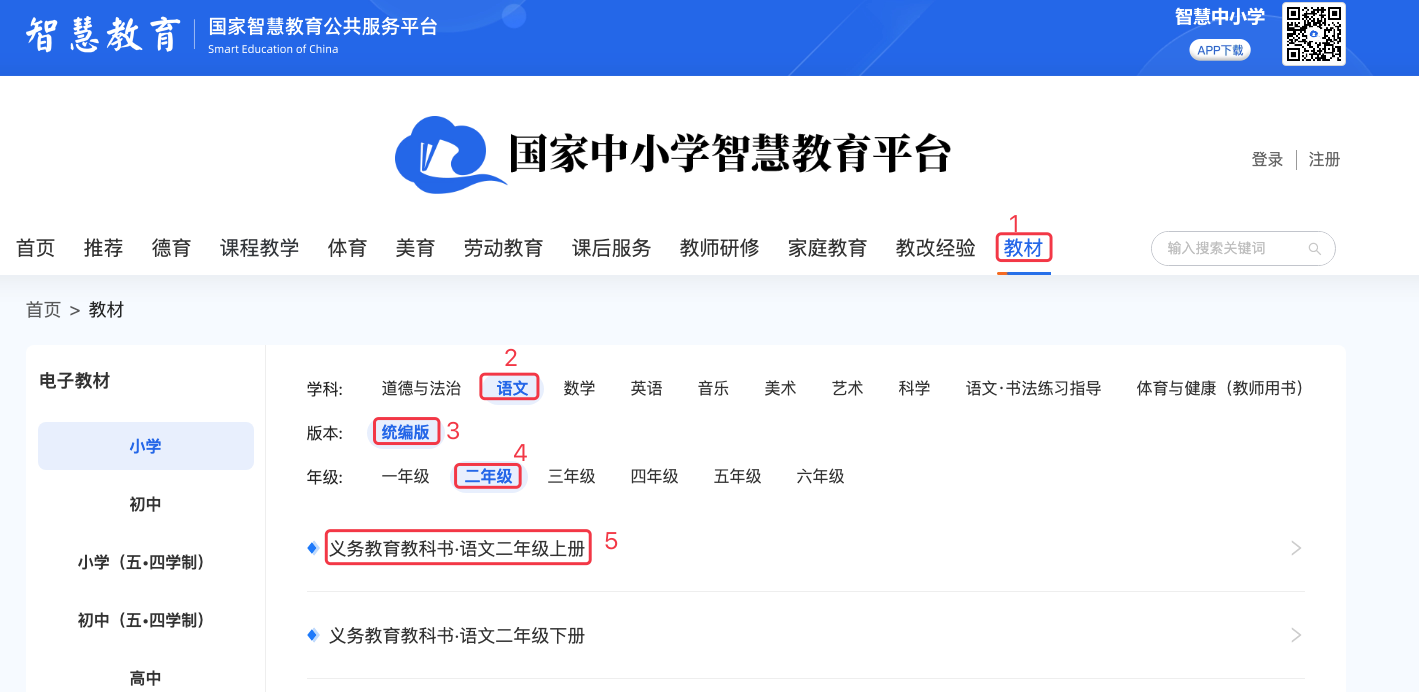 智慧教育 国家智慧教育公共服务平台
Smart Education of China
智慧中小学
APP下载
国家中小学智慧教育平台
登录 注册
1
首页 推荐 德育 课程教学 体育 美育 劳动教育 课后服务 教师研修 家庭教育 教改经验 教材 输入搜索关键词
首页 > 教材
电子教材
小学
初中
小学（五•四学制）
初中（五•四学制）
高中
2
学科: 道德与法治 语文 数学 英语 音乐 美术 艺术 科学 语文·书法练习指导 体育与健康（教师用书）
版本: 统编版 3
4
年级: 一年级 二年级 三年级 四年级 五年级 六年级
义务教育教科书·语文二年级上册 5
义务教育教科书·语文二年级下册